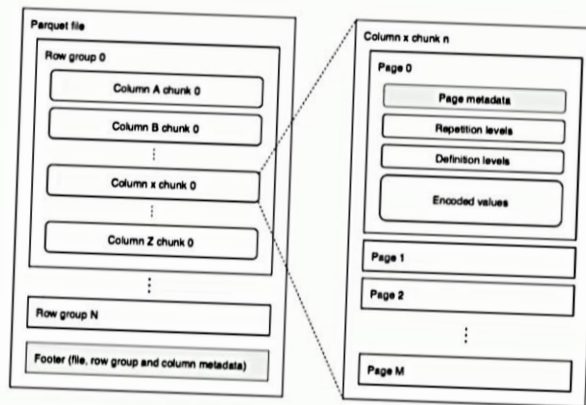 Parquet file
Row group 0
Column A chunk 0
Column B chunk 0
Column x chunk 0
Column Z chunk 0
Row group N
Footer (file, row group and column metadata)
Column x chunk n
Page 0
Page metadata
Repetition levels
Definition levels
Encoded values
Page 1
Page 2
Page M